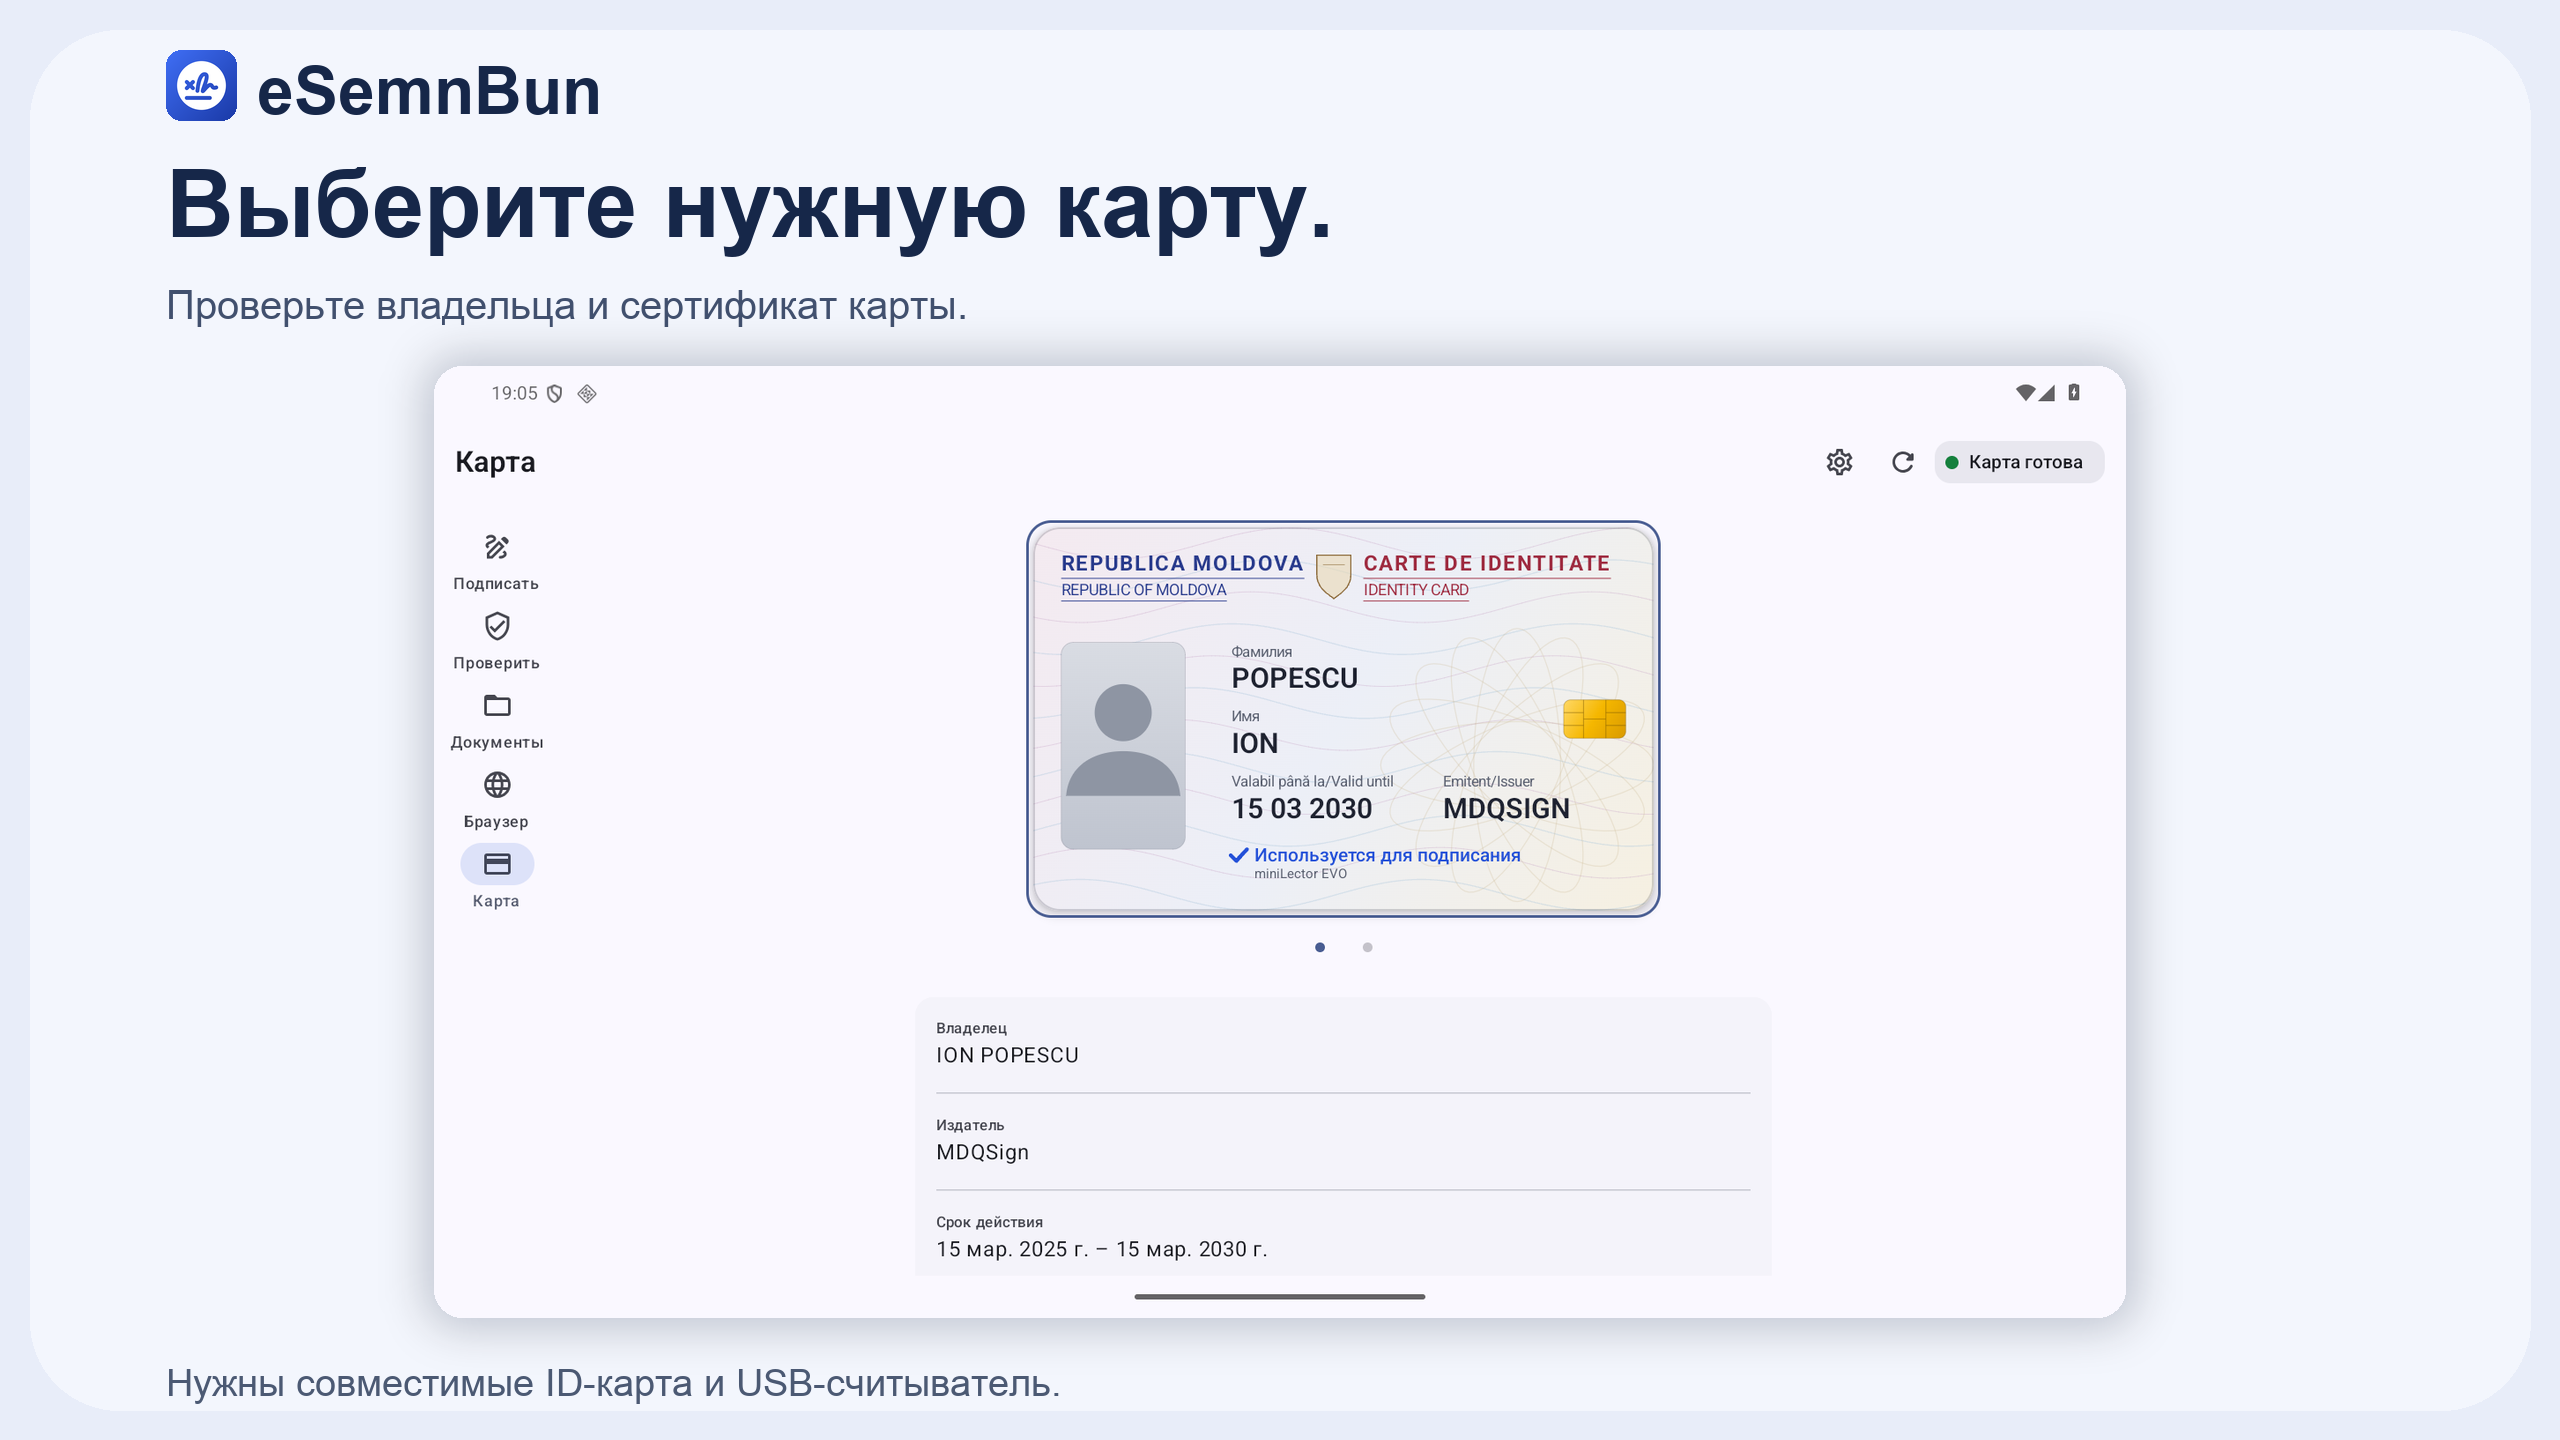 eSemnBun
Выберите нужную карту.
Проверьте владельца и сертификат карты.
19:05
Карта
Карта готова
Подписать
Проверить
Документы
Браузер
Карта
REPUBLICA MOLDOVA
REPUBLIC OF MOLDOVA
CARTE DE IDENTITATE
IDENTITY CARD
Фамилия
POPESCU
Имя
ION
Valabil până la/Valid until
15 03 2030
Emitent/Issuer
MDQSIGN
Используется для подписания
miniLector EVO
Владелец
ION POPESCU
Издатель
MDQSign
Срок действия
15 мар. 2025 г. – 15 мар. 2030 г.
Нужны совместимые ID-карта и USB-считыватель.